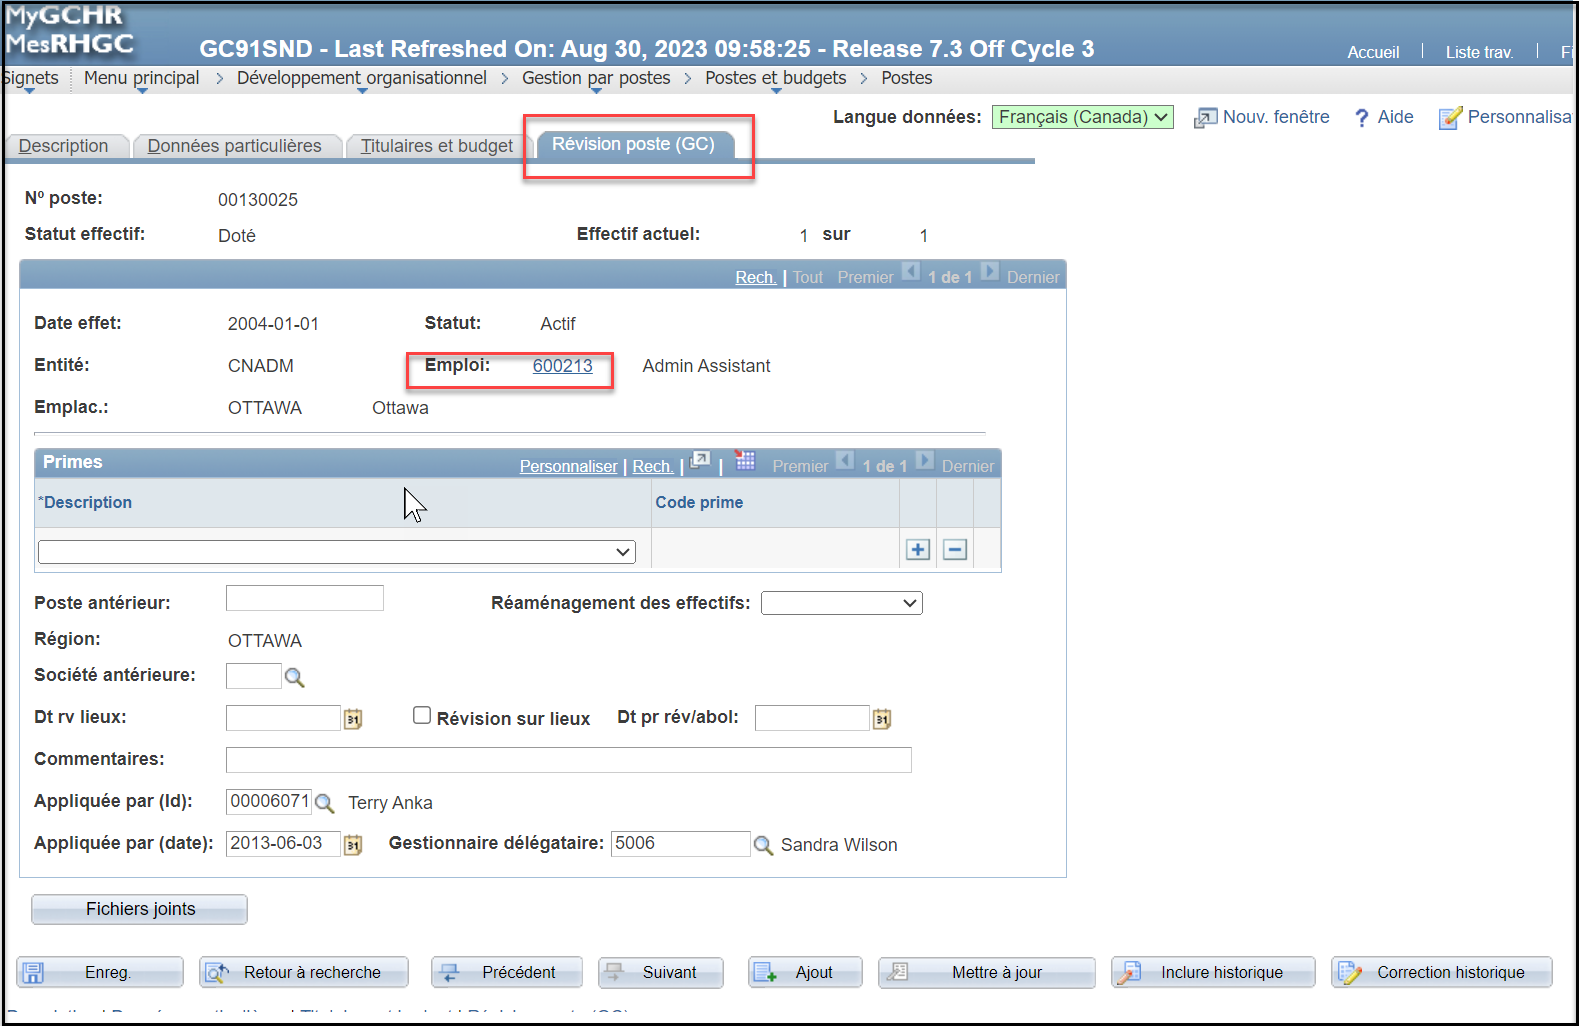 MyGCHR
MesRHGC
GC91SND - Last Refreshed On: Aug 30, 2023 09:58:25 - Release 7.3 Off Cycle 3
Accueil | Liste trav. |
Signets Menu principal > Développement organisationnel > Gestion par postes > Postes et budgets > Postes
Langue données: Français (Canada) Nouv. fenêtre ? Aide Personnalisa
Description Données particulières Titulaires et budget Révision poste (GC)
Nº poste: 00130025
Statut effectif: Doté Effectif actuel: 1 sur 1
Rech. | Tout Premier 1 de 1 Dernier
Date effet: 2004-01-01 Statut: Actif
Entité: CNADM Emploi: 600213 Admin Assistant
Emplac.: OTTAWA Ottawa
Primes Personnaliser | Rech. | | Premier 1 de 1 Dernier
*Description Code prime
Poste antérieur: Réaménagement des effectifs:
Région: OTTAWA
Société antérieure:
Dt rv lieux: 31 Révision sur lieux Dt pr rév/abol: 31
Commentaires:
Appliquée par (Id): 00006071 Terry Anka
Appliquée par (date): 2013-06-03 31 Gestionnaire délégataire: 5006 Sandra Wilson
Fichiers joints
Enreg. Retour à recherche Précédent Suivant Ajout Mettre à jour Inclure historique Correction historique